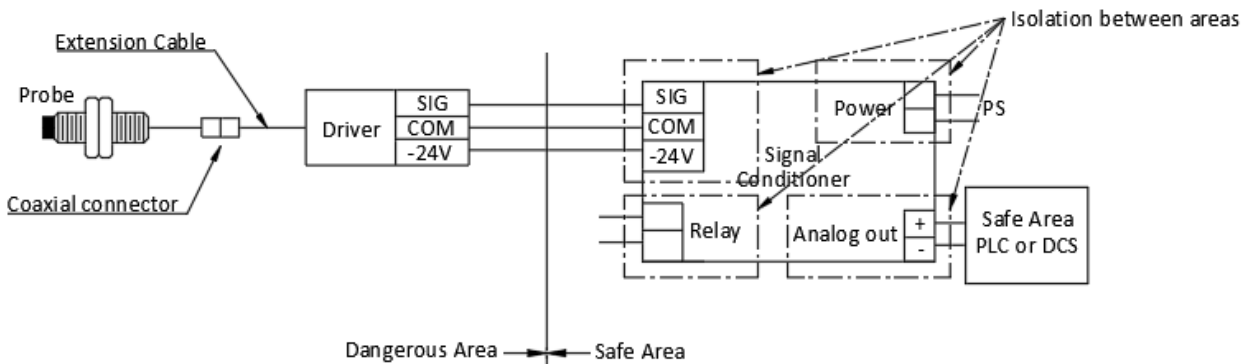 Isolation between areas
Extension Cable
Probe
Driver
SIG
COM
-24V
SIG
COM
-24V
Power
PS
Signal
Conditioner
Coaxial connector
Relay
Analog out
+
-
Safe Area
PLC or DCS
Dangerous Area
Safe Area